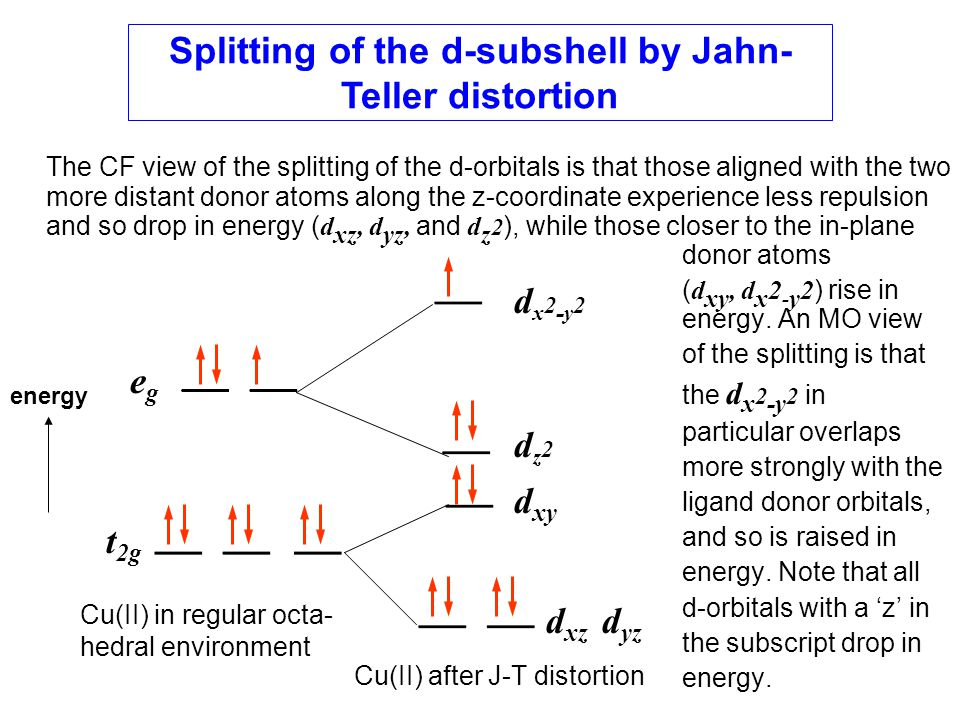 Splitting of the d-subshell by Jahn-
Teller distortion
The CF view of the splitting of the d-orbitals is that those aligned with the two
more distant donor atoms along the z-coordinate experience less repulsion
and so drop in energy (dxz, dyz, and dz2), while those closer to the in-plane
donor atoms
(dxy, dx2-y2) rise in
energy. An MO view
of the splitting is that
the dx2-y2 in
particular overlaps
more strongly with the
ligand donor orbitals,
and so is raised in
energy. Note that all
d-orbitals with a ‘z’ in
the subscript drop in
energy.
dx2-y2
eg
energy
dz2
dxy
t2g
Cu(II) in regular octa-
hedral environment
dxz dyz
Cu(II) after J-T distortion